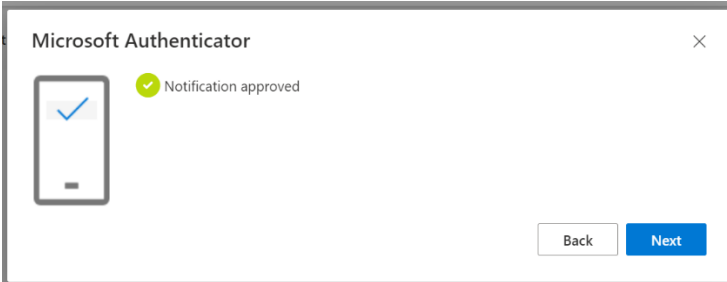 Microsoft Authenticator
Notification approved
Back
Next